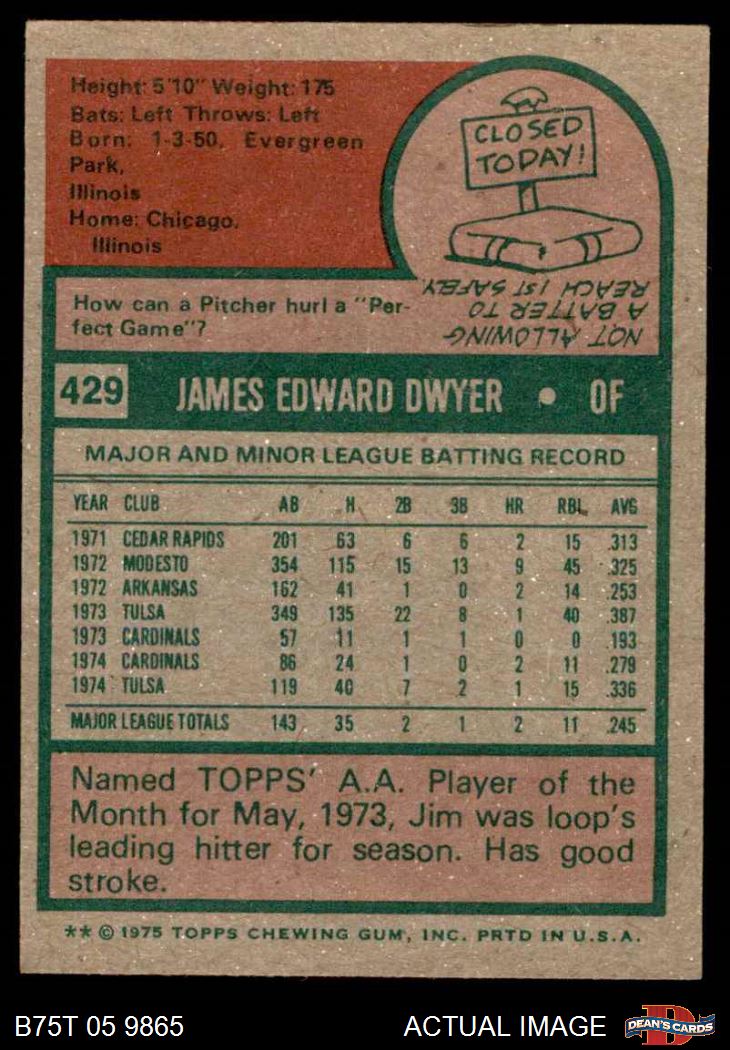 Height: 5'10" Weight: 175
Bats: Left Throws: Left
Born: 1-3-50, Evergreen
Park,
Illinois
Home: Chicago,
Illinois
CLOSED
TODAY!
How can a Pitcher hurl a "Per-
fect Game"?
NOT ALLOWING
A BATTER TO
REACH 1ST SAFELY.
429 JAMES EDWARD DWYER • OF
MAJOR AND MINOR LEAGUE BATTING RECORD
YEAR CLUB AB H 2B 3B HR RBI. AVG
1971 CEDAR RAPIDS 201 63 6 6 2 15 .313
1972 MODESTO 354 115 15 13 9 45 .325
1972 ARKANSAS 162 41 1 0 2 14 .253
1973 TULSA 349 135 22 8 1 40 .387
1973 CARDINALS 57 11 1 1 0 0 .193
1974 CARDINALS 86 24 1 0 2 11 .279
1974 TULSA 119 40 7 2 1 15 .336
MAJOR LEAGUE TOTALS 143 35 2 1 2 11 .245
Named TOPPS' A.A. Player of the
Month for May, 1973, Jim was loop's
leading hitter for season. Has good
stroke.
** © 1975 TOPPS CHEWING GUM, INC. PRTD IN U.S.A.
B75T 05 9865 ACTUAL IMAGE
D
DEAN'S CARDS